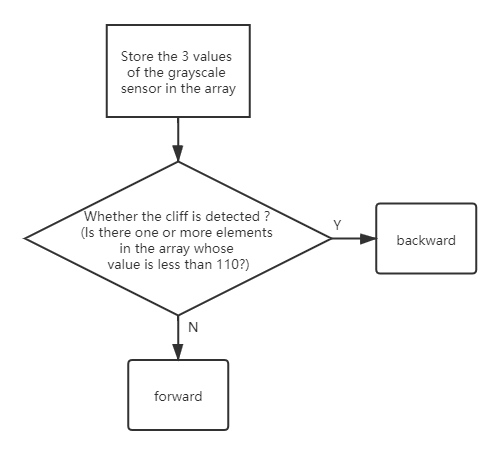 Store the 3 values
of the grayscale
sensor in the array
Whether the cliff is detected ?
(Is there one or more elements
in the array whose
value is less than 110?)
Y
backward
N
forward